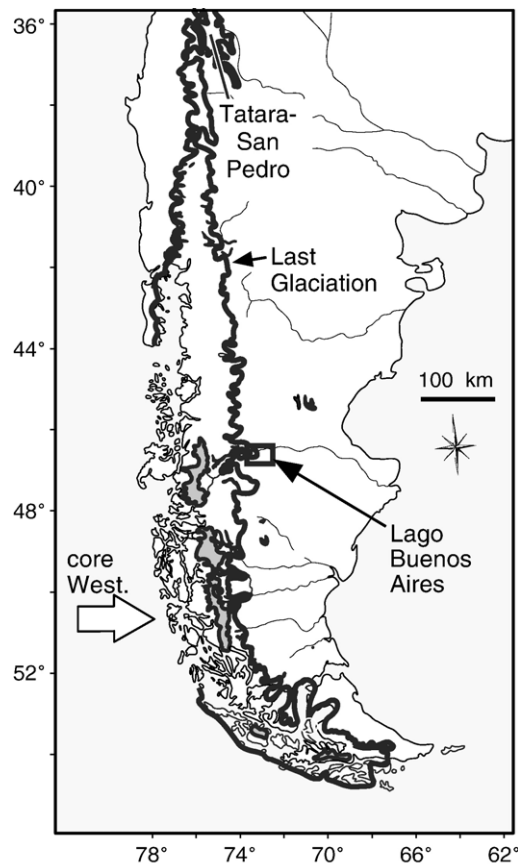 36°
Tatara-
San
Pedro
40°
Last
Glaciation
44°
100 km
48°
Lago
Buenos
Aires
core
West.
52°
78° 74° 70° 66° 62°